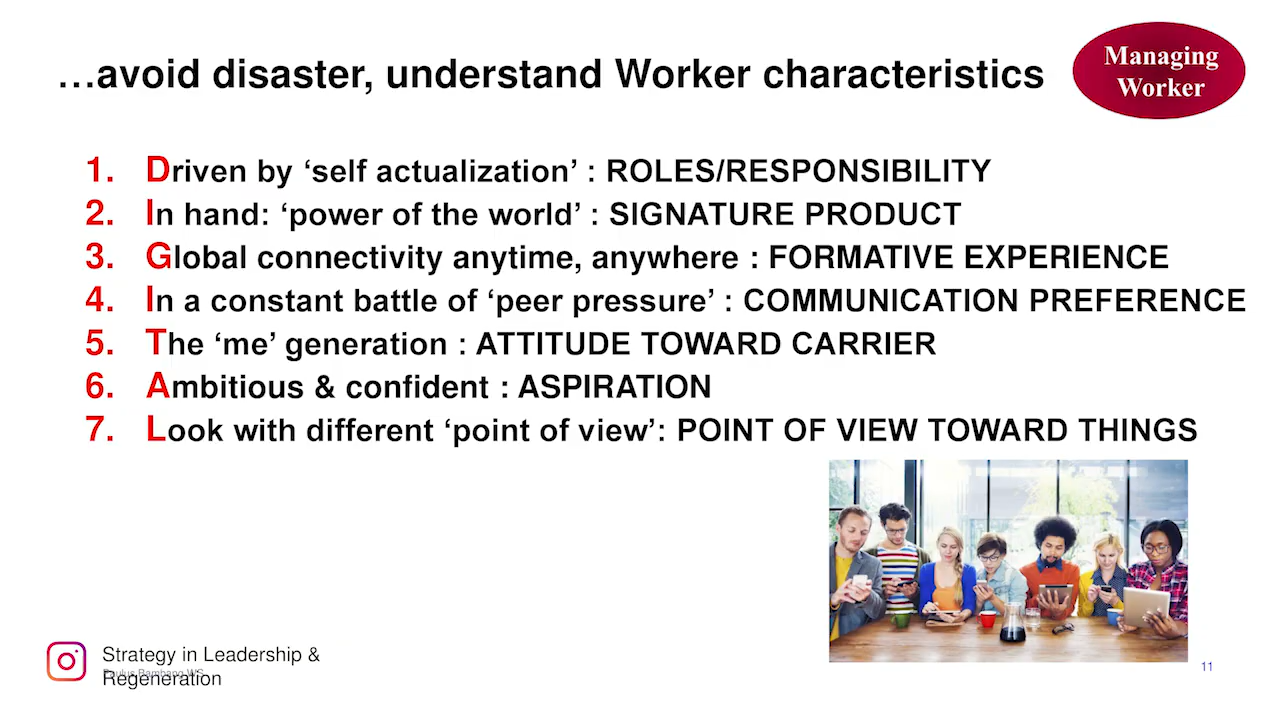 …avoid disaster, understand Worker characteristics
Managing
Worker
1. Driven by ‘self actualization’ : ROLES/RESPONSIBILITY
2. In hand: ‘power of the world’ : SIGNATURE PRODUCT
3. Global connectivity anytime, anywhere : FORMATIVE EXPERIENCE
4. In a constant battle of ‘peer pressure’ : COMMUNICATION PREFERENCE
5. The ‘me’ generation : ATTITUDE TOWARD CARRIER
6. Ambitious & confident : ASPIRATION
7. Look with different ‘point of view’: POINT OF VIEW TOWARD THINGS
Strategy in Leadership &
Paulus Bambang WS
Regeneration
11